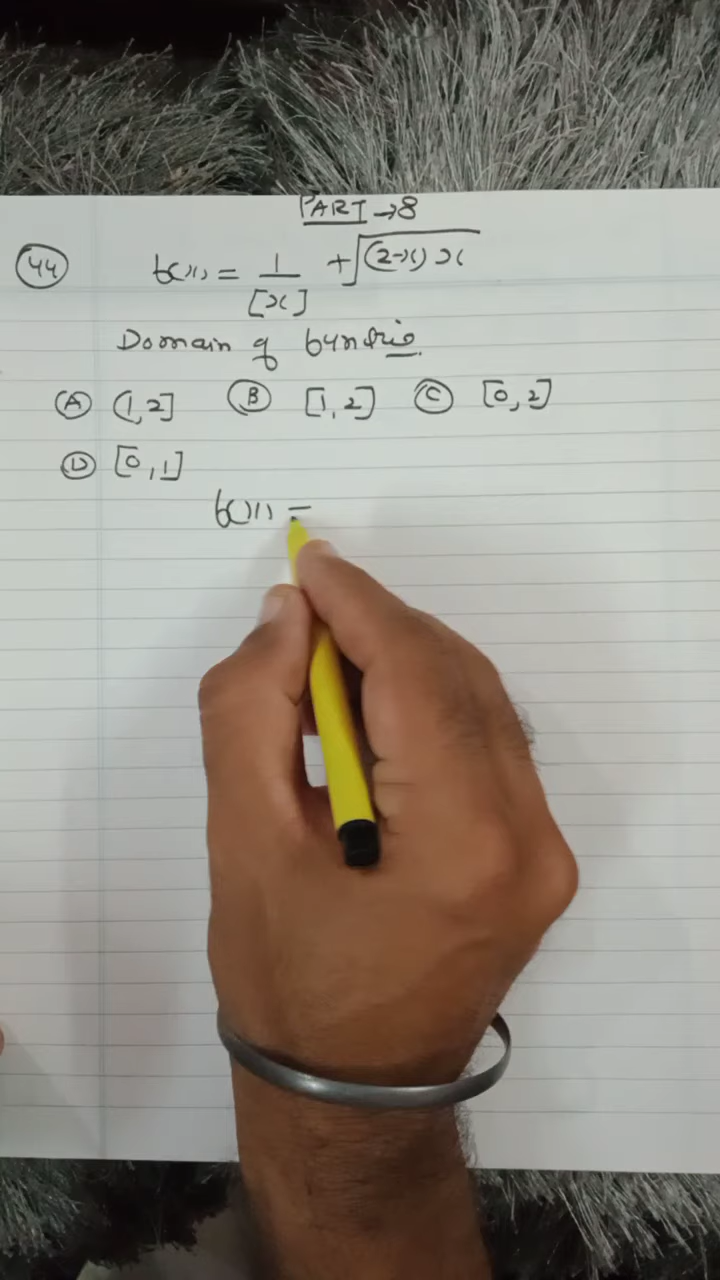 PART → 8
44 f(x) = 1/[x] + √(2-x)x
Domain of function.
A (1,2] B [1,2] C [0,2]
D [0,1]
f(x) =